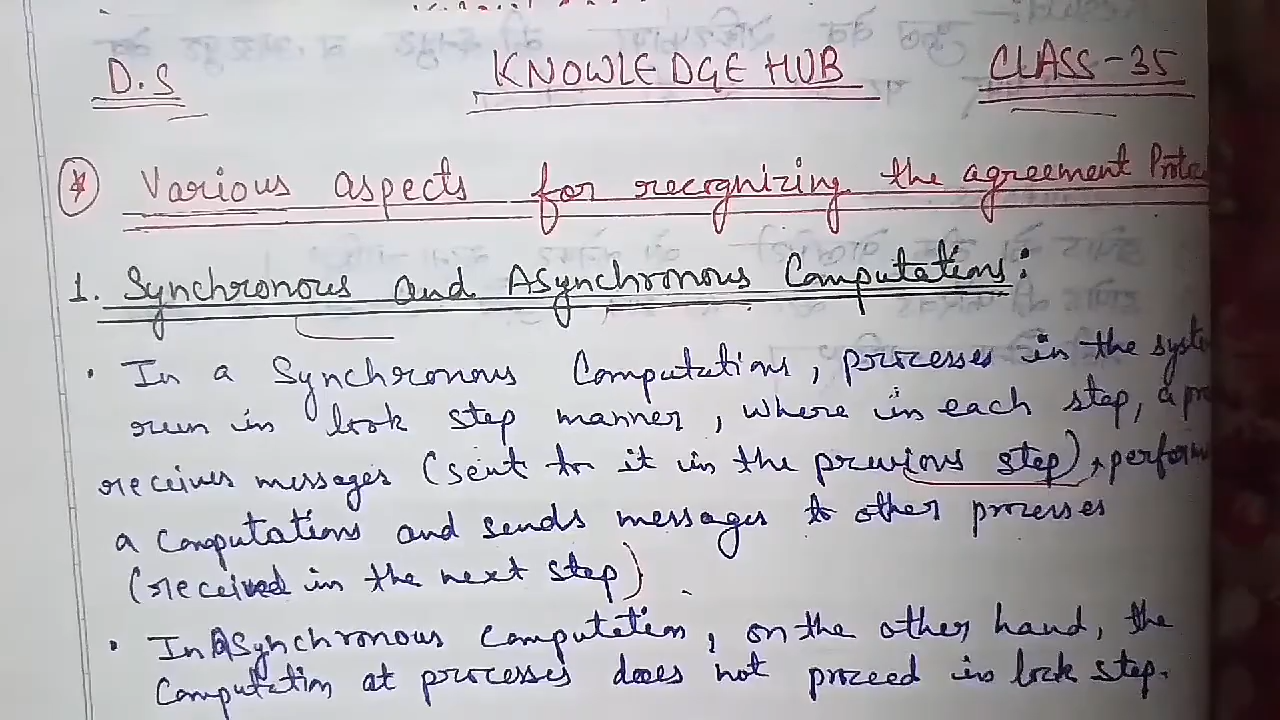 D.S KNOWLEDGE HUB CLASS-35
* Various aspects for recognizing the agreement
1. Synchronous and ASynchronous Computations:
• In a Synchronous Computations, processes in the
run in lock step manner, where in each step, a
receives messages (sent to it in the previous step),
a computations and sends messages to other processes
(received in the next step)
• In ASynchronous computation, on the other hand, the
Computation at processes does not proceed in lock step.